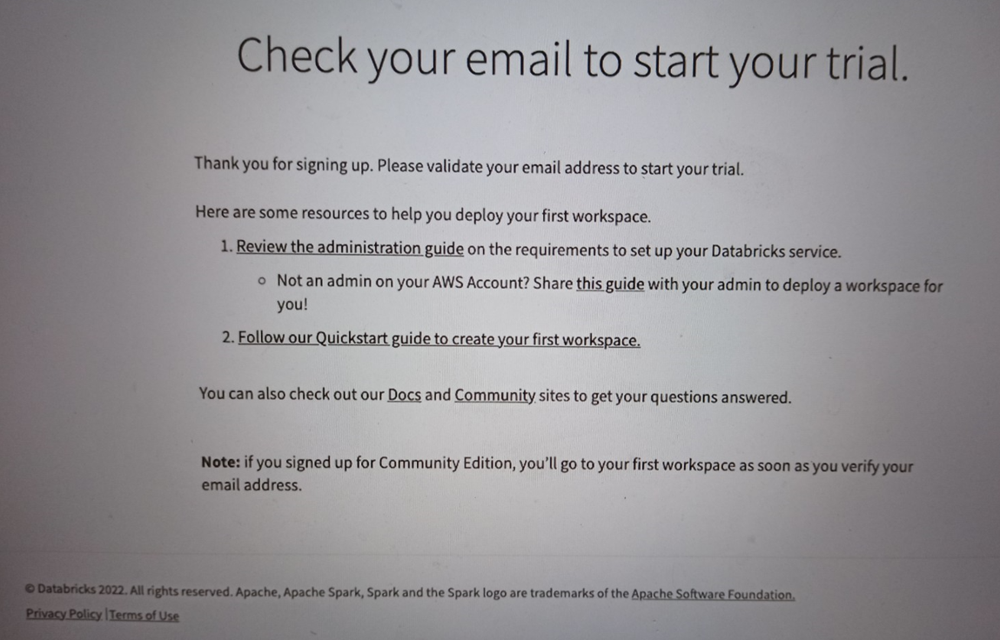 Check your email to start your trial.
Thank you for signing up. Please validate your email address to start your trial.
Here are some resources to help you deploy your first workspace.
1. Review the administration guide on the requirements to set up your Databricks service.
Not an admin on your AWS Account? Share this guide with your admin to deploy a workspace for
you!
2. Follow our Quickstart guide to create your first workspace.
You can also check out our Docs and Community sites to get your questions answered.
Note: if you signed up for Community Edition, you'll go to your first workspace as soon as you verify your
email address.
© Databricks 2022. All rights reserved. Apache, Apache Spark, Spark and the Spark logo are trademarks of the Apache Software Foundation.
Privacy Policy | Terms of Use